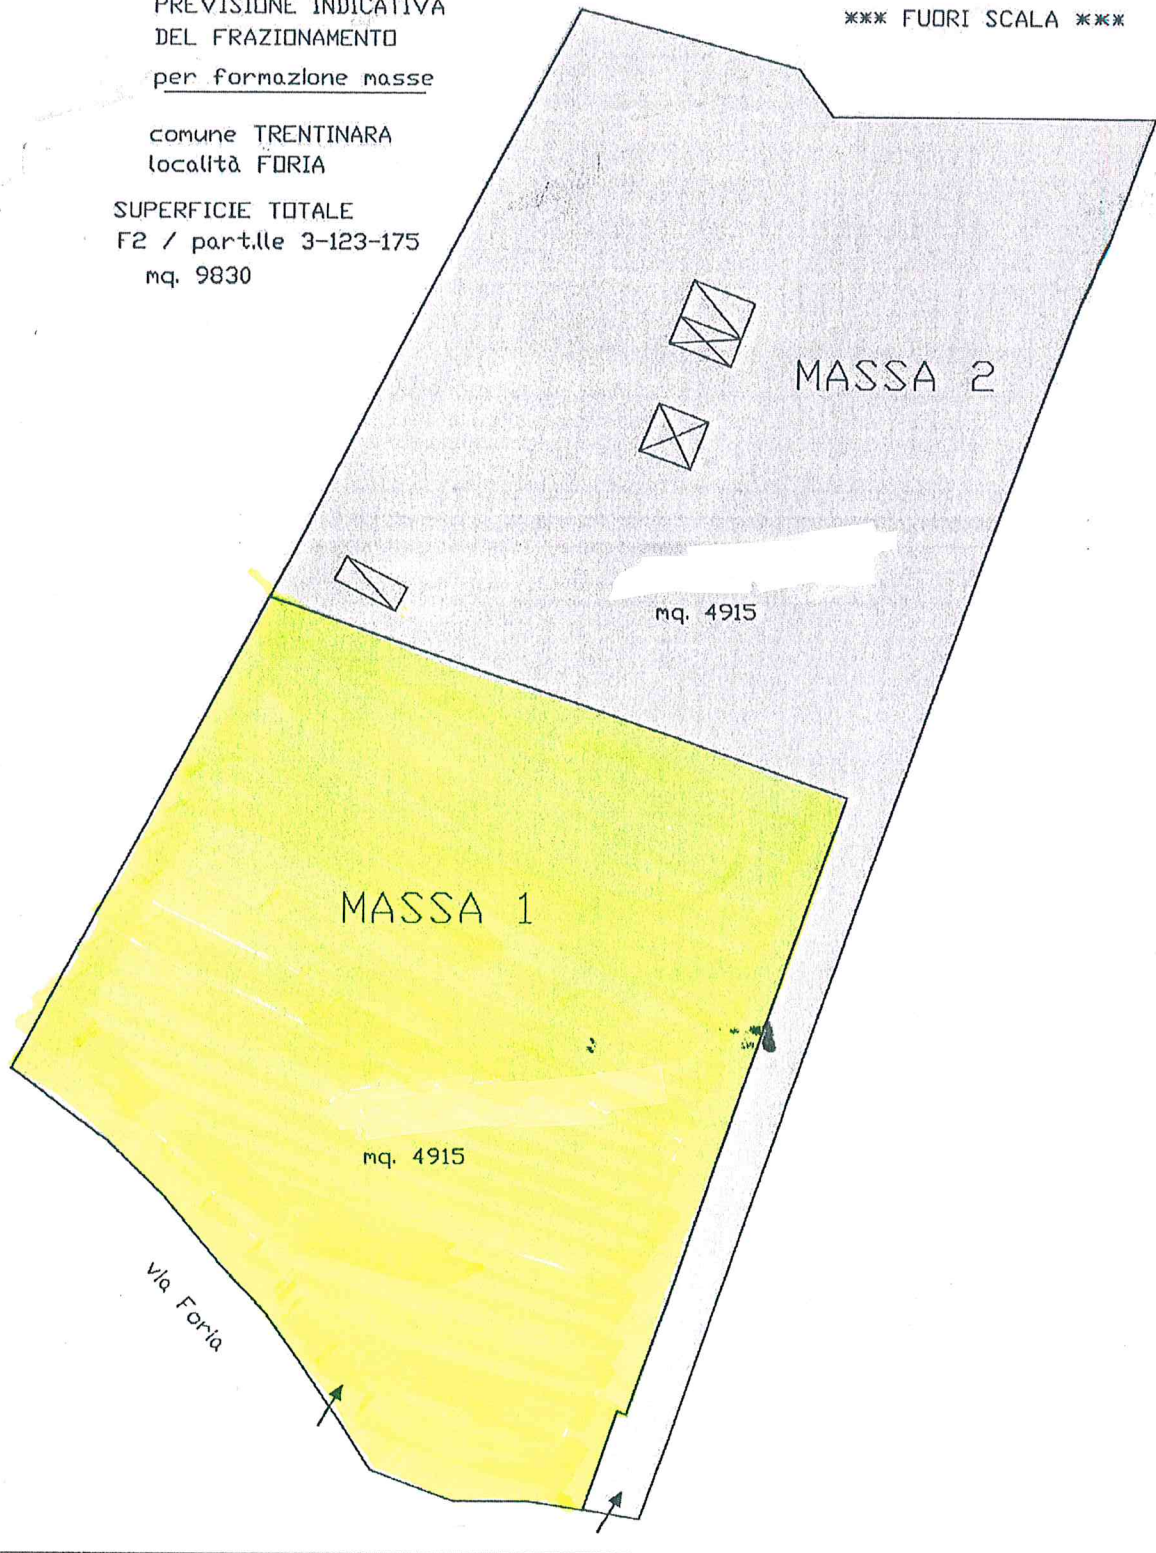 PREVISIONE INDICATIVA
DEL FRAZIONAMENTO
per formazione masse
*** FUORI SCALA ***
comune TRENTINARA
località FORIA
SUPERFICIE TOTALE
F2 / part.lle 3-123-175
mq. 9830
MASSA 2
mq. 4915
MASSA 1
mq. 4915
via Foria